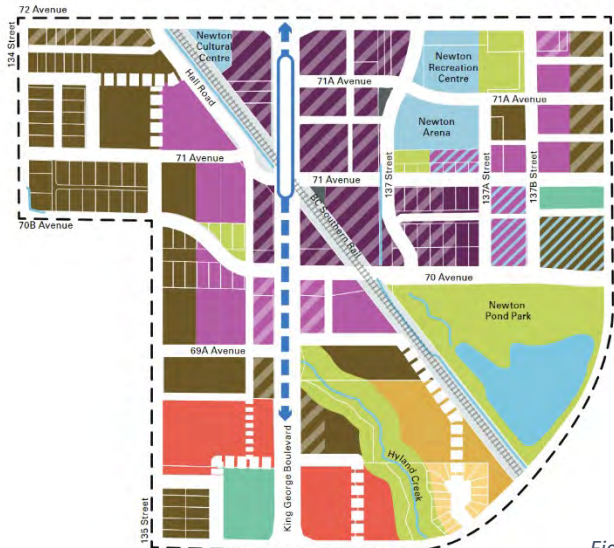 72 Avenue
134 Street
Newton
Cultural
Centre
Hall Road
71A Avenue
Newton
Recreation
Centre
71A Avenue
Newton
Arena
71 Avenue
71 Avenue
BC Southern Rail
137 Street
137A Street
137B Street
70B Avenue
70 Avenue
Newton
Pond Park
69A Avenue
King George Boulevard
Hyland Creek
135 Street